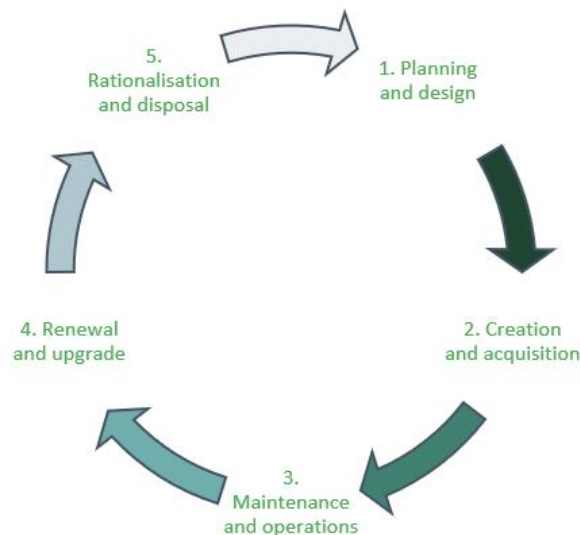 1. Planning
and design
2. Creation
and acquisition
3.
Maintenance
and operations
4. Renewal
and upgrade
5.
Rationalisation
and disposal